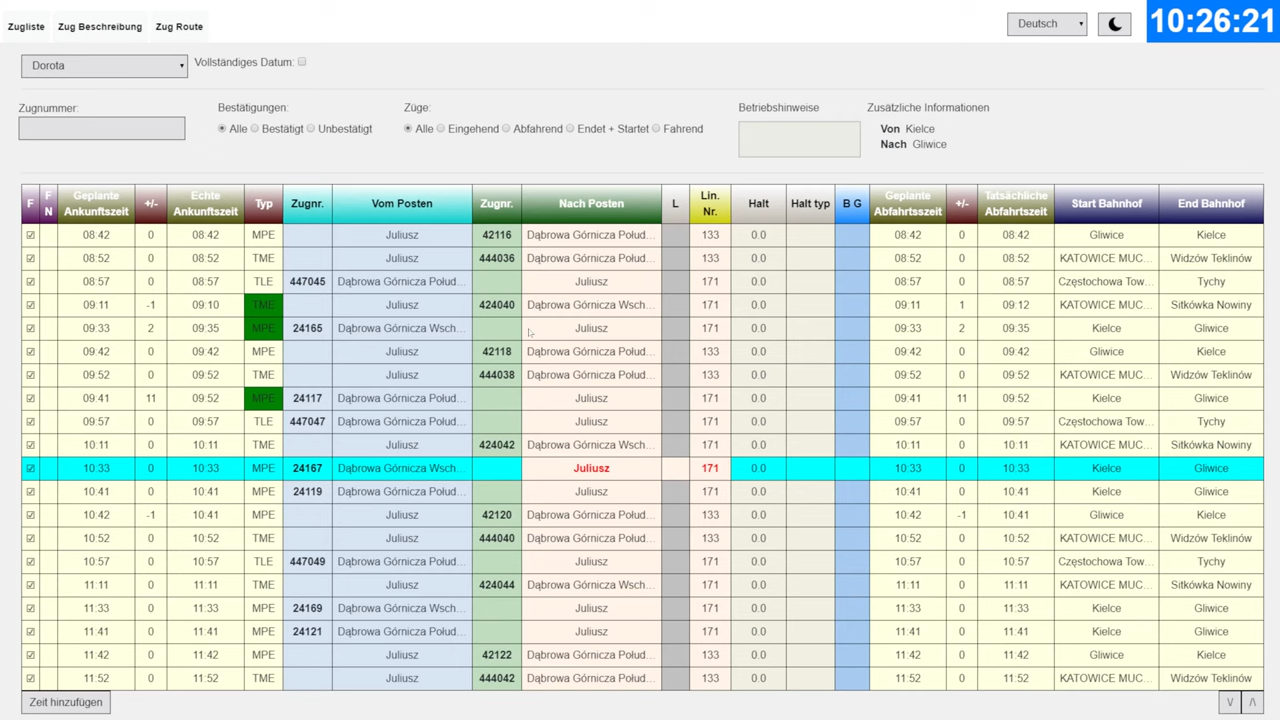 Zugliste Zug Beschreibung Zug Route Deutsch 10:26:21
Dorota Vollständiges Datum:
Zugnummer: Bestätigungen: Züge: Betriebshinweise Zusätzliche Informationen
Alle Bestätigt Unbestätigt Alle Eingehend Abfahrend Endet + Startet Fahrend Von Kielce
Nach Gliwice
F F N Geplante Ankunftszeit +/- Echte Ankunftszeit Typ Zugnr. Vom Posten Zugnr. Nach Posten L Lin. Nr. Halt Halt typ B G Geplante Abfahrtsszeit +/- Tatsächliche Abfahrtszeit Start Bahnhof End Bahnhof
08:42 0 08:42 MPE Juliusz 42116 Dąbrowa Górnicza Połud... 133 0.0 08:42 0 08:42 Gliwice Kielce
08:52 0 08:52 TME Juliusz 444036 Dąbrowa Górnicza Połud... 133 0.0 08:52 0 08:52 KATOWICE MUC... Widzów Teklinów
08:57 0 08:57 TLE 447045 Dąbrowa Górnicza Połud... Juliusz 171 0.0 08:57 0 08:57 Częstochowa Tow... Tychy
09:11 -1 09:10 TME Juliusz 424040 Dąbrowa Górnicza Wsch... 171 0.0 09:11 1 09:12 KATOWICE MUC... Sitkówka Nowiny
09:33 2 09:35 MPE 24165 Dąbrowa Górnicza Wsch... Juliusz 171 0.0 09:33 2 09:35 Kielce Gliwice
09:42 0 09:42 MPE Juliusz 42118 Dąbrowa Górnicza Połud... 133 0.0 09:42 0 09:42 Gliwice Kielce
09:52 0 09:52 TME Juliusz 444038 Dąbrowa Górnicza Połud... 133 0.0 09:52 0 09:52 KATOWICE MUC... Widzów Teklinów
09:41 11 09:52 MPE 24117 Dąbrowa Górnicza Połud... Juliusz 171 0.0 09:41 11 09:52 Kielce Gliwice
09:57 0 09:57 TLE 447047 Dąbrowa Górnicza Połud... Juliusz 171 0.0 09:57 0 09:57 Częstochowa Tow... Tychy
10:11 0 10:11 TME Juliusz 424042 Dąbrowa Górnicza Wsch... 171 0.0 10:11 0 10:11 KATOWICE MUC... Sitkówka Nowiny
10:33 0 10:33 MPE 24167 Dąbrowa Górnicza Wsch... Juliusz 171 0.0 10:33 0 10:33 Kielce Gliwice
10:41 0 10:41 MPE 24119 Dąbrowa Górnicza Połud... Juliusz 171 0.0 10:41 0 10:41 Kielce Gliwice
10:42 -1 10:41 MPE Juliusz 42120 Dąbrowa Górnicza Połud... 133 0.0 10:42 -1 10:41 Gliwice Kielce
10:52 0 10:52 TME Juliusz 444040 Dąbrowa Górnicza Połud... 133 0.0 10:52 0 10:52 KATOWICE MUC... Widzów Teklinów
10:57 0 10:57 TLE 447049 Dąbrowa Górnicza Połud... Juliusz 171 0.0 10:57 0 10:57 Częstochowa Tow... Tychy
11:11 0 11:11 TME Juliusz 424044 Dąbrowa Górnicza Wsch... 171 0.0 11:11 0 11:11 KATOWICE MUC... Sitkówka Nowiny
11:33 0 11:33 MPE 24169 Dąbrowa Górnicza Wsch... Juliusz 171 0.0 11:33 0 11:33 Kielce Gliwice
11:41 0 11:41 MPE 24121 Dąbrowa Górnicza Połud... Juliusz 171 0.0 11:41 0 11:41 Kielce Gliwice
11:42 0 11:42 MPE Juliusz 42122 Dąbrowa Górnicza Połud... 133 0.0 11:42 0 11:42 Gliwice Kielce
11:52 0 11:52 TME Juliusz 444042 Dąbrowa Górnicza Połud... 133 0.0 11:52 0 11:52 KATOWICE MUC... Widzów Teklinów
Zeit hinzufügen